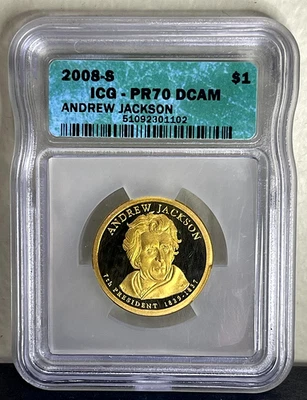 2008-S $1
ICG - PR70 DCAM
ANDREW JACKSON
51092301102
ANDREW JACKSON
7th PRESIDENT 1829-1837